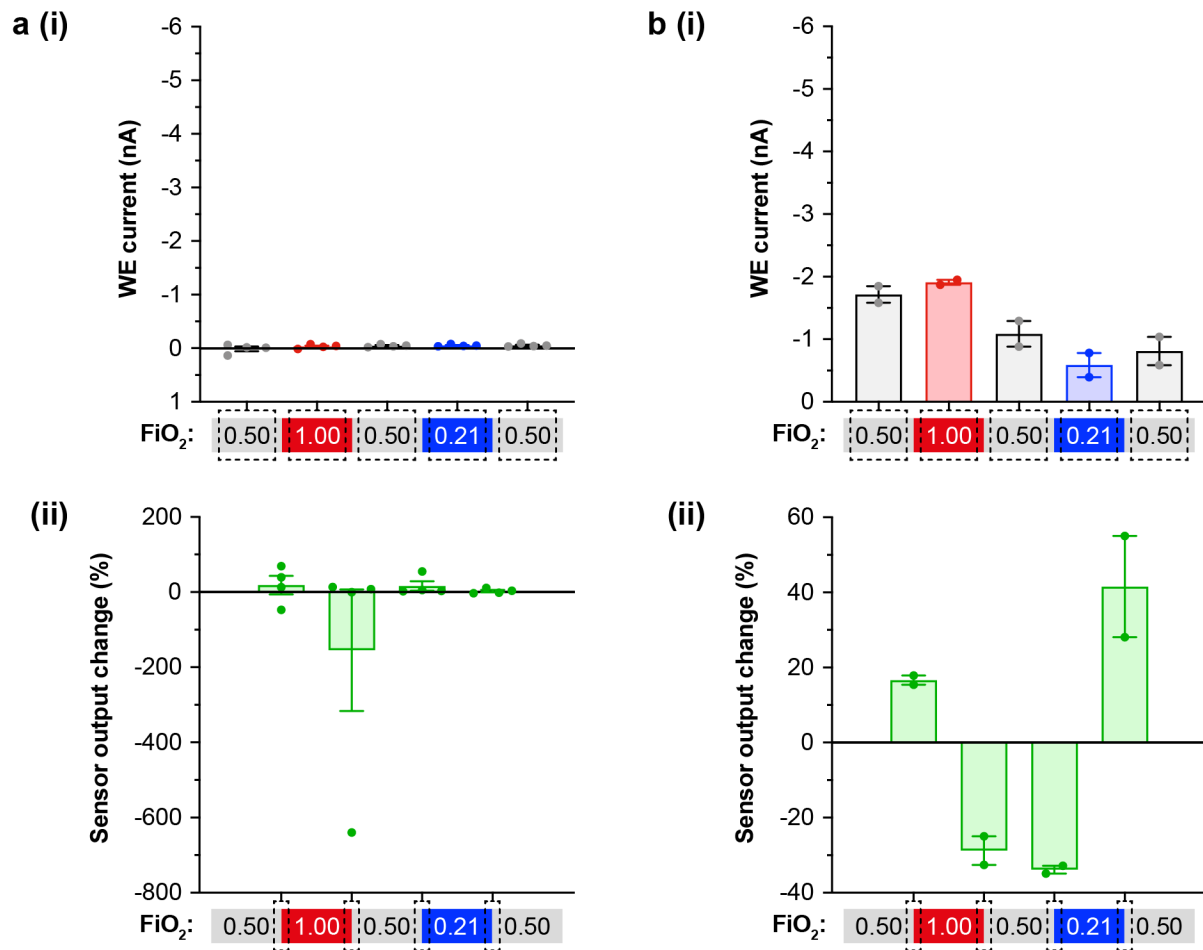 a (i)
WE current (nA)
-6
-5
-4
-3
-2
-1
0
1
FiO₂: 0.50 1.00 0.50 0.21 0.50
b (i)
WE current (nA)
-6
-5
-4
-3
-2
-1
0
FiO₂: 0.50 1.00 0.50 0.21 0.50
(ii)
Sensor output change (%)
200
0
-200
-400
-600
-800
FiO₂: 0.50 1.00 0.50 0.21 0.50
(ii)
Sensor output change (%)
60
40
20
0
-20
-40
FiO₂: 0.50 1.00 0.50 0.21 0.50